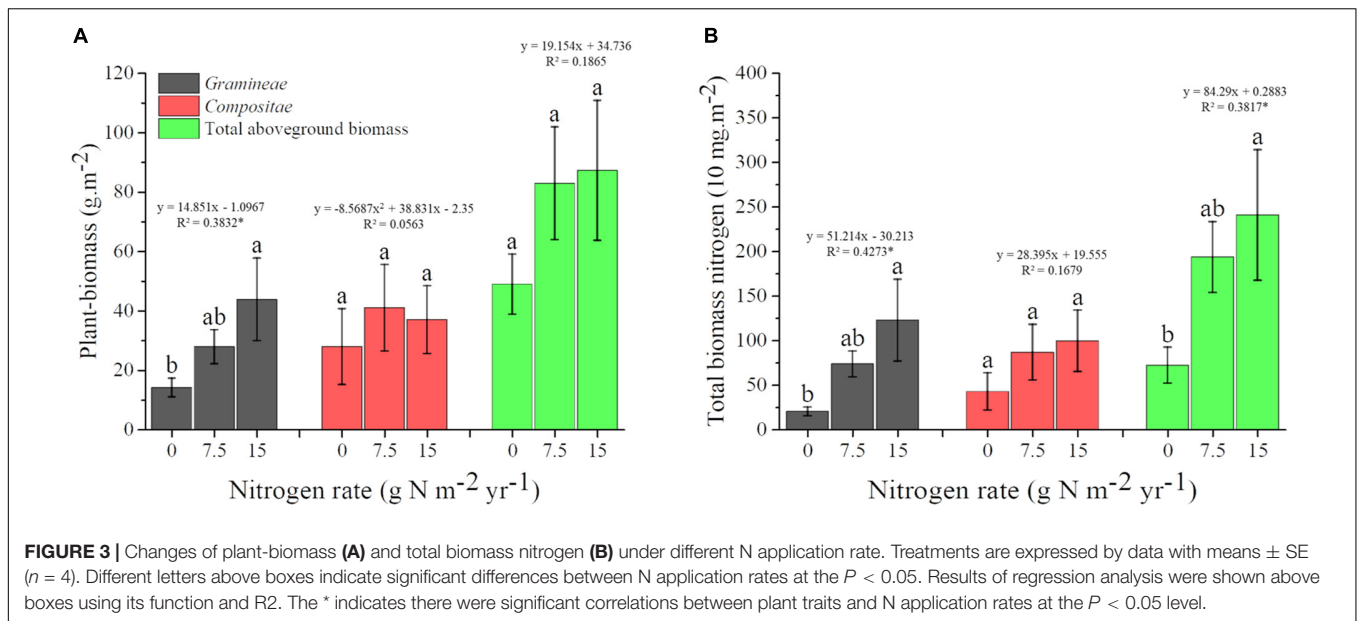 A
y = 19.154x + 34.736
R² = 0.1865
120
100
80
60
40
20
0
Plant-biomass (g.m⁻²)
Gramineae
Compositae
Total aboveground biomass
y = 14.851x - 1.0967
R² = 0.3832*
y = -8.5687x² + 38.831x - 2.35
R² = 0.0563
b
ab
a
a
a
a
a
a
a
0 7.5 15 0 7.5 15 0 7.5 15
Nitrogen rate (g N m⁻² yr⁻¹)
B
400
350
300
250
200
150
100
50
0
Total biomass nitrogen (10 mg.m⁻²)
y = 84.29x + 0.2883
R² = 0.3817*
y = 51.214x - 30.213
R² = 0.4273*
y = 28.395x + 19.555
R² = 0.1679
b
ab
a
a
a
a
b
ab
a
0 7.5 15 0 7.5 15 0 7.5 15
Nitrogen rate (g N m⁻² yr⁻¹)
FIGURE 3 | Changes of plant-biomass (A) and total biomass nitrogen (B) under different N application rate. Treatments are expressed by data with means ± SE
(n = 4). Different letters above boxes indicate significant differences between N application rates at the P < 0.05. Results of regression analysis were shown above
boxes using its function and R2. The * indicates there were significant correlations between plant traits and N application rates at the P < 0.05 level.